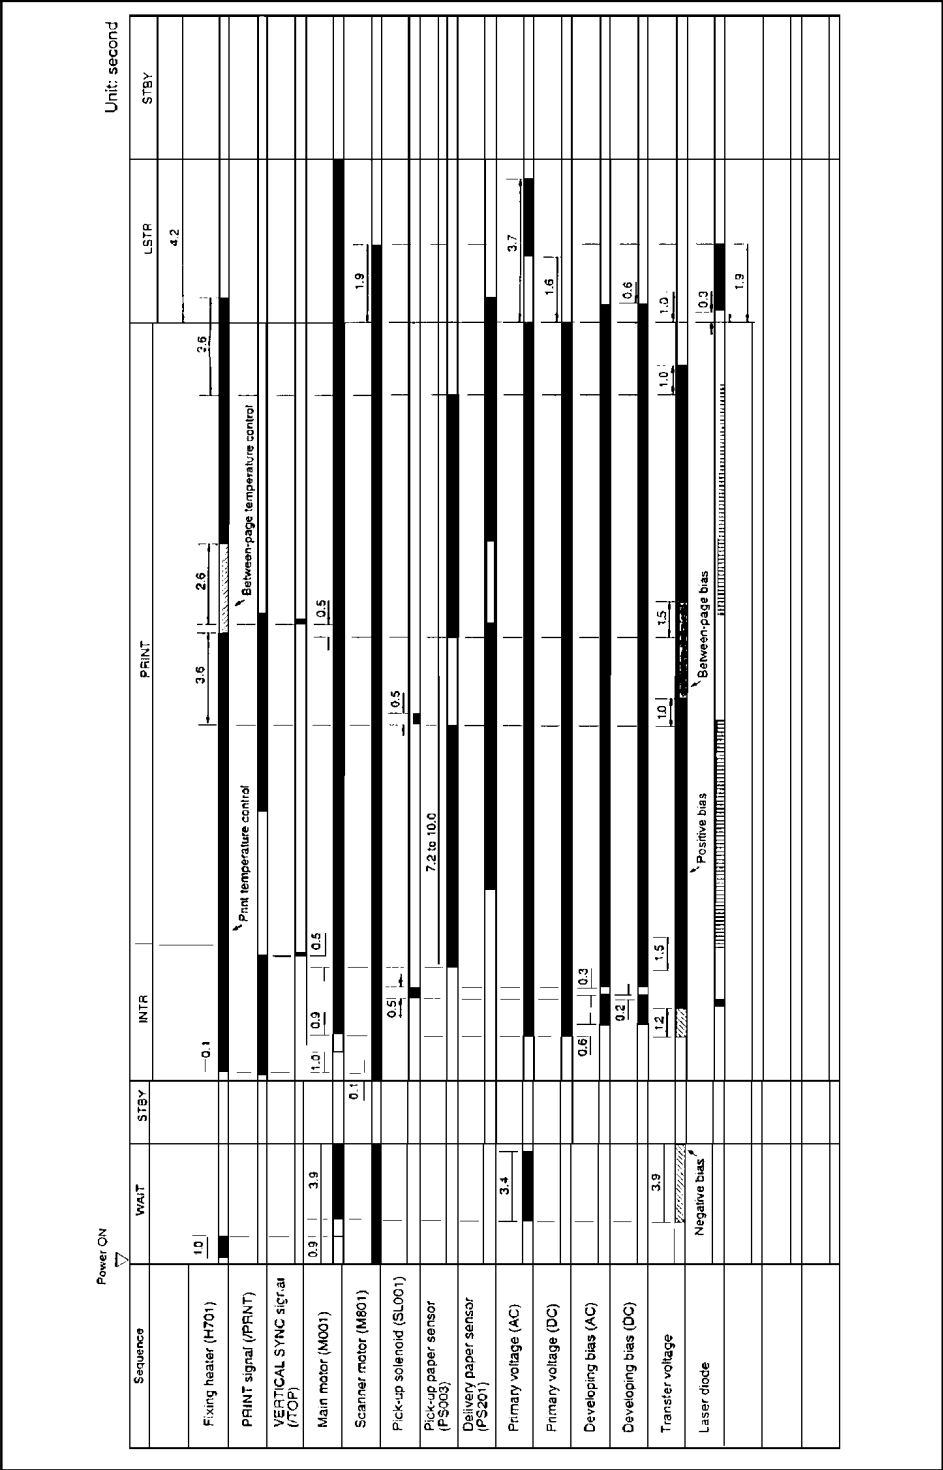 Unit: second
Power ON
Sequence WAIT STBY INTR PRINT LSTR STBY
4.2
Fixing heater (H701) 1.0 0.1 3.6 2.6 3.6
Print temperature control
Between-page temperature control
PRINT signal (/PRNT)
VERTICAL SYNC signal
(/TOP)
Main motor (M001) 0.9 3.9 1.0 0.9 0.5 0.5
Scanner motor (M801) 0.1 1.9
Pick-up solenoid (SL001) 0.5 0.5
Pick-up paper sensor
(PS003)
7.2 to 10.0
Delivery paper sensor
(PS201)
Primary voltage (AC) 3.4 3.7
Primary voltage (DC) 1.6
Developing bias (AC) 0.6 0.3
Developing bias (DC) 0.2 0.6
Transfer voltage 3.9 1.2 1.5 1.0 1.5 1.0 1.0
Negative bias
Positive bias
Between-page bias
Laser diode 0.3
1.9